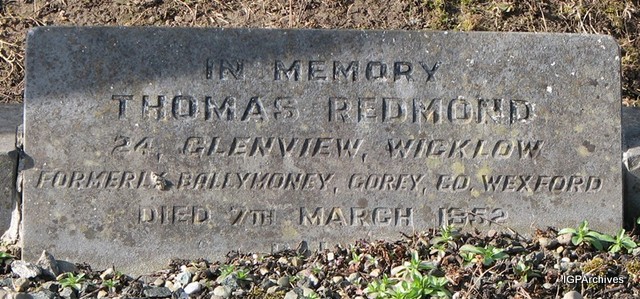 IN MEMORY
THOMAS REDMOND
24, GLENVIEW, WICKLOW
FORMERLY BALLYMONEY, GOREY, CO. WEXFORD
DIED 7TH MARCH 1952
IGPArchives